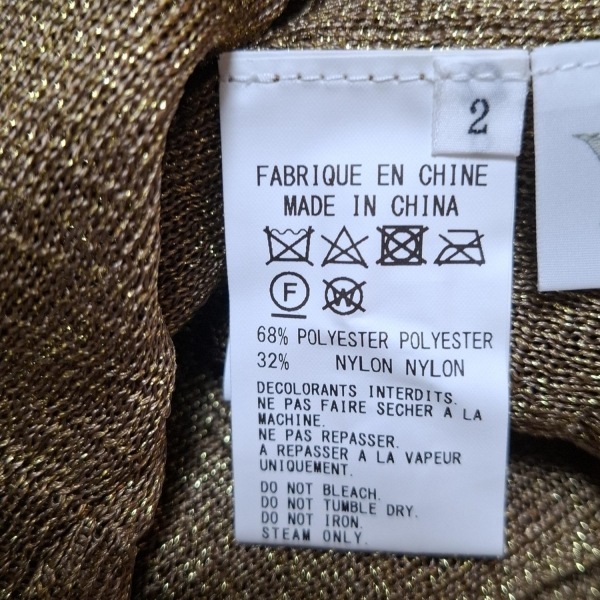 2
FABRIQUE EN CHINE
MADE IN CHINA
F W
68% POLYESTER POLYESTER
32% NYLON NYLON
DECOLORANTS INTERDITS.
NE PAS FAIRE SECHER A LA
MACHINE.
NE PAS REPASSER.
A REPASSER A LA VAPEUR
UNIQUEMENT.
DO NOT BLEACH.
DO NOT TUMBLE DRY.
DO NOT IRON.
STEAM ONLY.